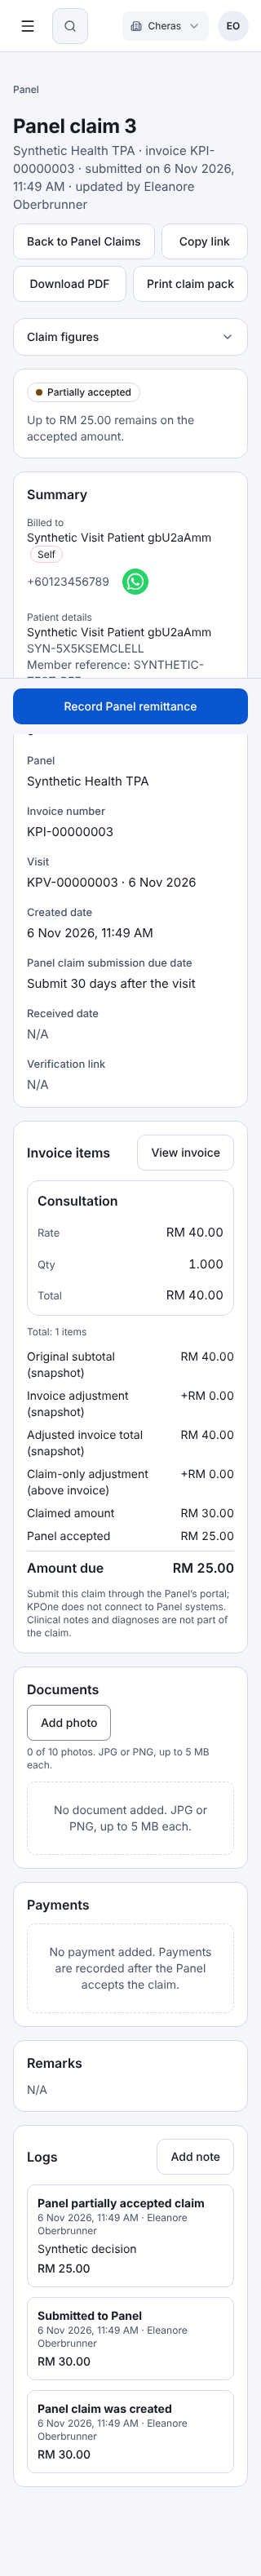 Cheras
EO
Panel
Panel claim 3
Synthetic Health TPA · invoice KPI-
00000003 · submitted on 6 Nov 2026,
11:49 AM · updated by Eleanore
Oberbrunner
Back to Panel Claims
Copy link
Download PDF
Print claim pack
Claim figures
Partially accepted
Up to RM 25.00 remains on the
accepted amount.
Summary
Billed to
Synthetic Visit Patient gbU2aAmm
Self
+60123456789
Patient details
Synthetic Visit Patient gbU2aAmm
SYN-5X5KSEMCLELL
Member reference: SYNTHETIC-
Record Panel remittance
Panel
Synthetic Health TPA
Invoice number
KPI-00000003
Visit
KPV-00000003 · 6 Nov 2026
Created date
6 Nov 2026, 11:49 AM
Panel claim submission due date
Submit 30 days after the visit
Received date
N/A
Verification link
N/A
Invoice items
View invoice
Consultation
Rate RM 40.00
Qty 1.000
Total RM 40.00
Total: 1 items
Original subtotal RM 40.00
(snapshot)
Invoice adjustment +RM 0.00
(snapshot)
Adjusted invoice total RM 40.00
(snapshot)
Claim-only adjustment +RM 0.00
(above invoice)
Claimed amount RM 30.00
Panel accepted RM 25.00
Amount due RM 25.00
Submit this claim through the Panel's portal;
KPOne does not connect to Panel systems.
Clinical notes and diagnoses are not part of
the claim.
Documents
Add photo
0 of 10 photos. JPG or PNG, up to 5 MB
each.
No document added. JPG or
PNG, up to 5 MB each.
Payments
No payment added. Payments
are recorded after the Panel
accepts the claim.
Remarks
N/A
Logs
Add note
Panel partially accepted claim
6 Nov 2026, 11:49 AM · Eleanore
Oberbrunner
Synthetic decision
RM 25.00
Submitted to Panel
6 Nov 2026, 11:49 AM · Eleanore
Oberbrunner
RM 30.00
Panel claim was created
6 Nov 2026, 11:49 AM · Eleanore
Oberbrunner
RM 30.00